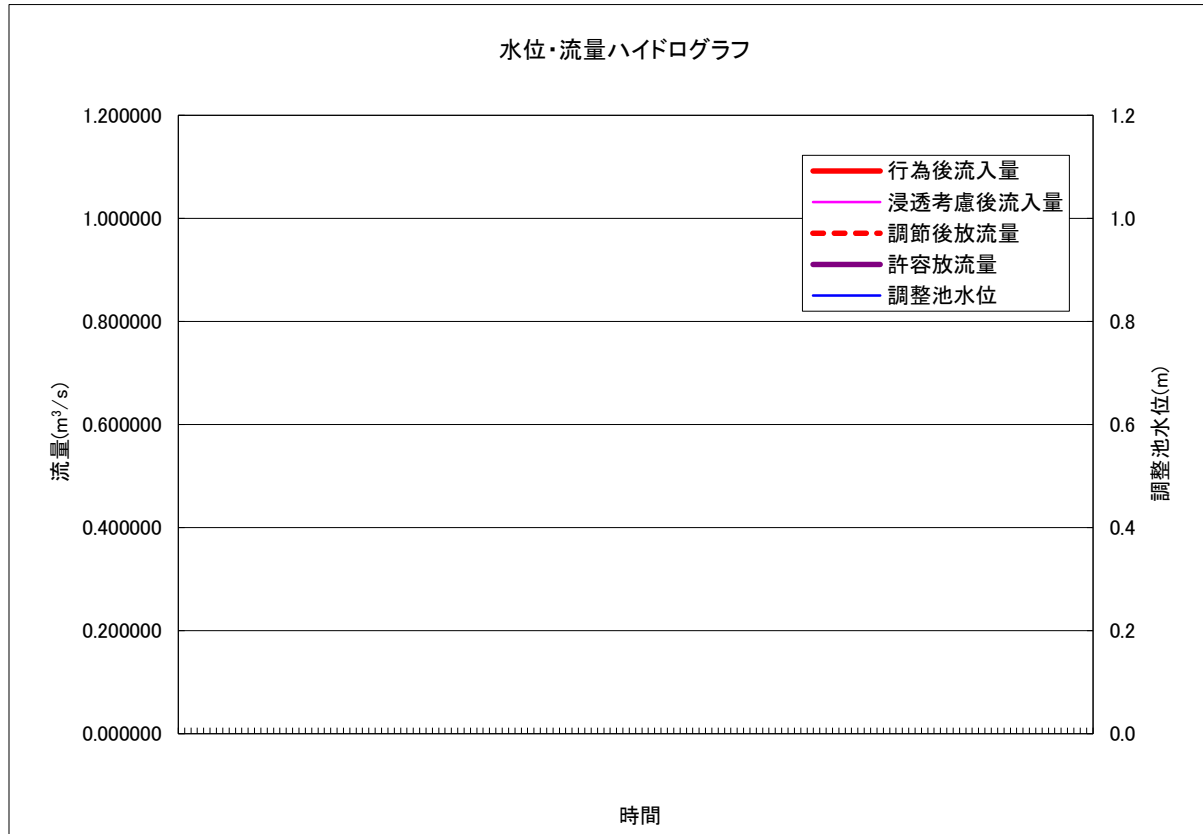 水位・流量ハイドログラフ
1.200000
1.000000
0.800000
0.600000
0.400000
0.200000
0.000000
流量(m³/s)
行為後流入量
浸透考慮後流入量
調節後放流量
許容放流量
調整池水位
1.2
1.0
0.8
0.6
0.4
0.2
0.0
調整池水位(m)
時間